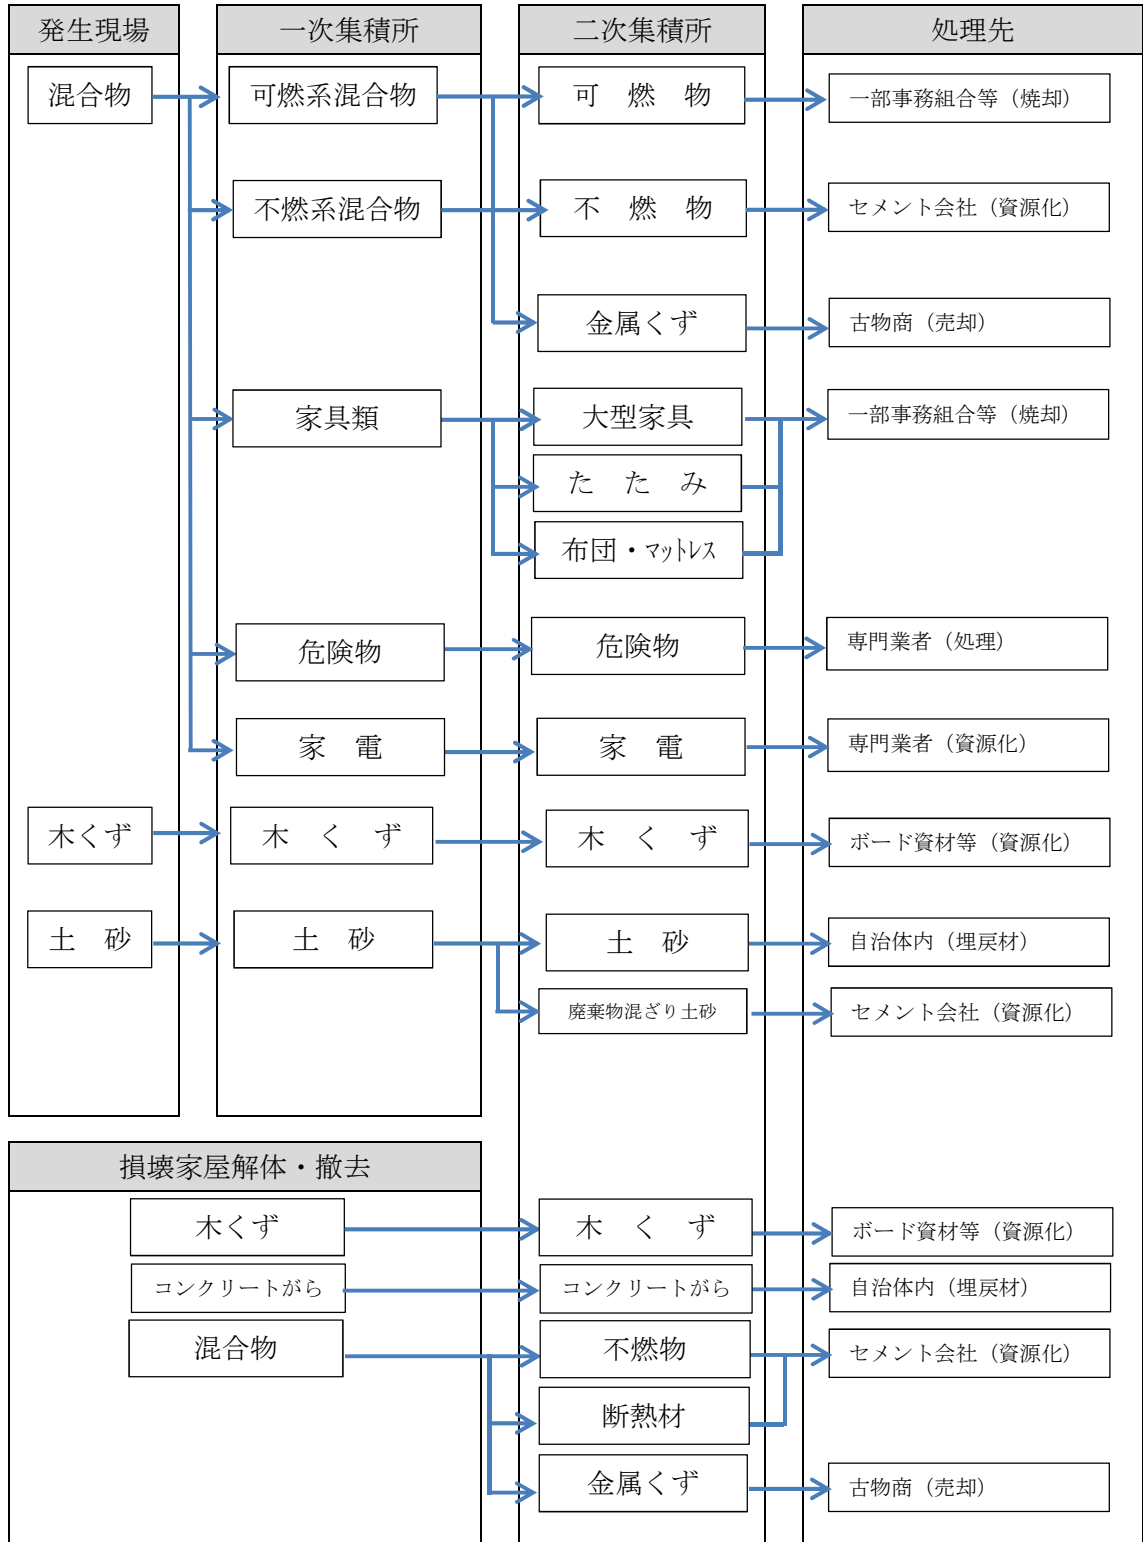 発生現場
一次集積所
二次集積所
処理先
混合物
可燃系混合物
可　燃　物
一部事務組合等（焼却）
不燃系混合物
不　燃　物
セメント会社（資源化）
金属くず
古物商（売却）
家具類
大型家具
一部事務組合等（焼却）
た　た　み
布団・マットレス
危険物
危険物
専門業者（処理）
家　電
家　電
専門業者（資源化）
木くず
木　く　ず
木　く　ず
ボード資材等（資源化）
土　砂
土　砂
土　砂
自治体内（埋戻材）
廃棄物混ざり土砂
セメント会社（資源化）
損壊家屋解体・撤去
木くず
木　く　ず
ボード資材等（資源化）
コンクリートがら
コンクリートがら
自治体内（埋戻材）
混合物
不燃物
セメント会社（資源化）
断熱材
金属くず
古物商（売却）